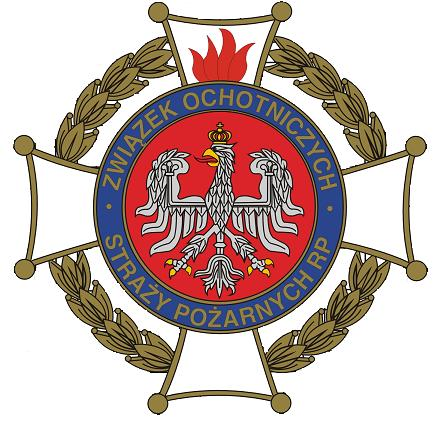 ZWIĄZEK OCHOTNICZYCH
STRAŻY POŻARNYCH RP